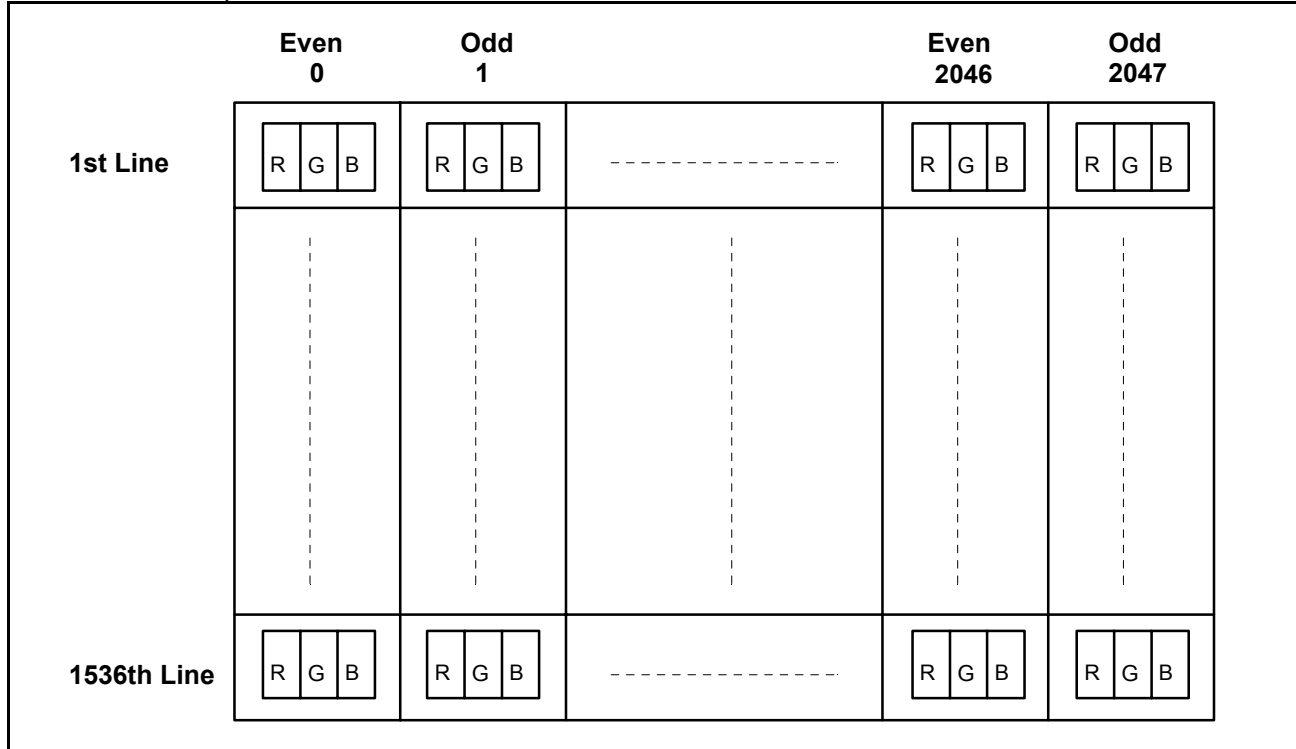 Even Odd Even Odd
0 1 2046 2047
1st Line R G B R G B R G B R G B
1536th Line R G B R G B R G B R G B